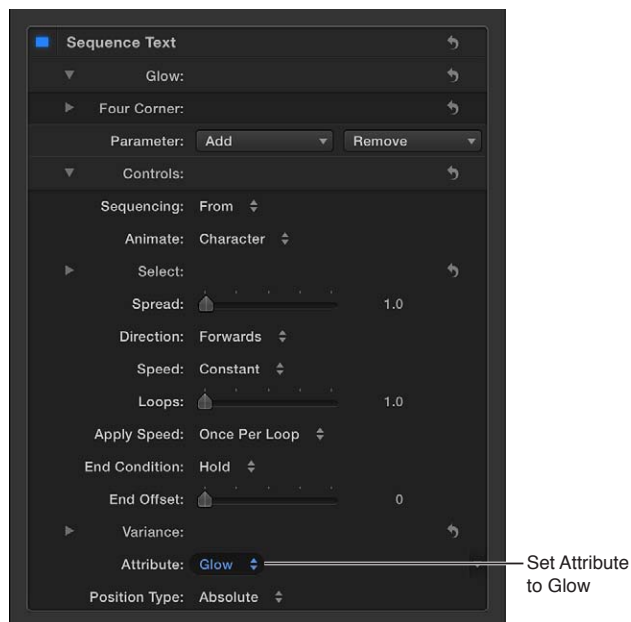 Sequence Text
Glow:
Four Corner:
Parameter: Add Remove
Controls:
Sequencing: From
Animate: Character
Select:
Spread: 1.0
Direction: Forwards
Speed: Constant
Loops: 1.0
Apply Speed: Once Per Loop
End Condition: Hold
End Offset: 0
Variance:
Attribute: Glow
Set Attribute
to Glow
Position Type: Absolute